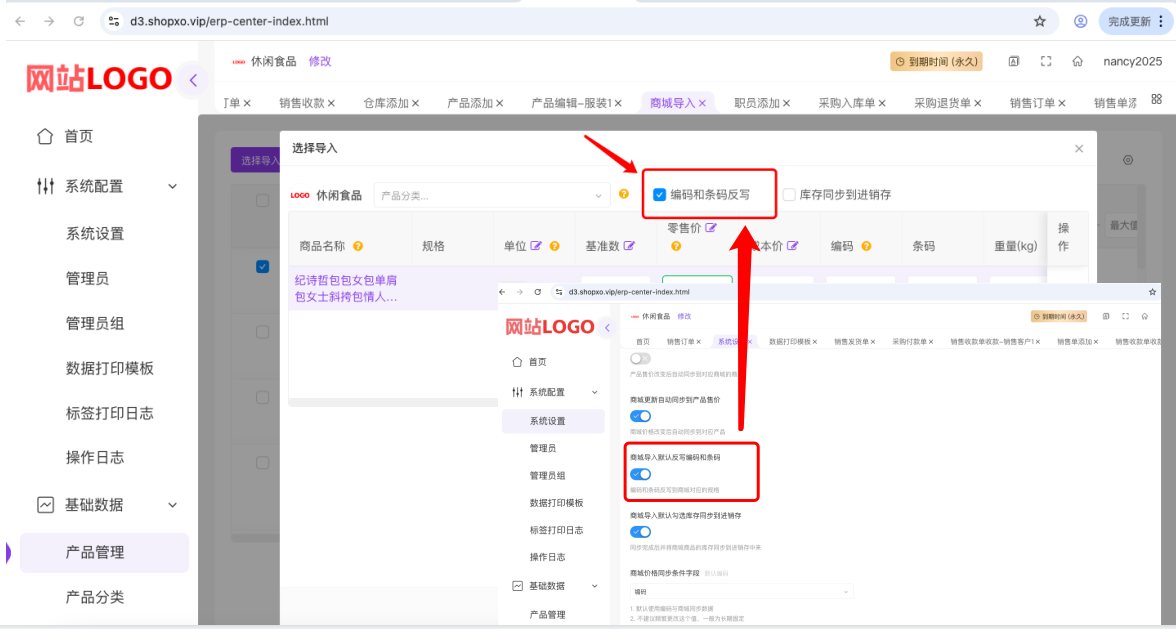 d3.shopxo.vip/erp-center-index.html
完成更新
网站LOGO
LOGO 休闲食品 修改
到期时间 (永久)
nancy2025
订单 × 销售收款 × 仓库添加 × 产品添加 × 产品编辑-服装1 × 商城导入 × 职员添加 × 采购入库单 × 采购退货单 × 销售订单 × 销售单添
首页
系统配置
系统设置
管理员
管理员组
数据打印模板
标签打印日志
操作日志
基础数据
产品管理
产品分类
选择导入
最大值
选择导入
LOGO 休闲食品 产品分类... 编码和条码反写 库存同步到进销存
商品名称 规格 单位 基准数 零售价 本价 编码 条码 重量(kg) 操作
纪诗哲包包女包单肩
包女士斜挎包情人...
d3.shopxo.vip/erp-center-index.html
网站LOGO
休闲食品 修改
到期时间 (永久)
首页 销售订单 × 系统设 × 数据打印模板 × 销售发货单 × 采购付款单 × 销售收款单收款-销售客户1 × 销售单添加 × 销售收款单收款
首页
系统配置
系统设置
管理员
管理员组
数据打印模板
标签打印日志
操作日志
基础数据
产品管理
产品售价改变后自动同步到对应商城的商
商城更新自动同步到产品售价
商城价格改变后自动同步到对应产品
商城导入默认反写编码和条码
编码和条码反写到商城对应的规格
商城导入默认勾选库存同步到进销存
同步完成后并将商城商品的库存同步到进销存中来
商城价格同步条件字段 默认编码
编码
1. 默认使用编码与商城同步数据
2. 不建议频繁更改这个值、一般为长期固定